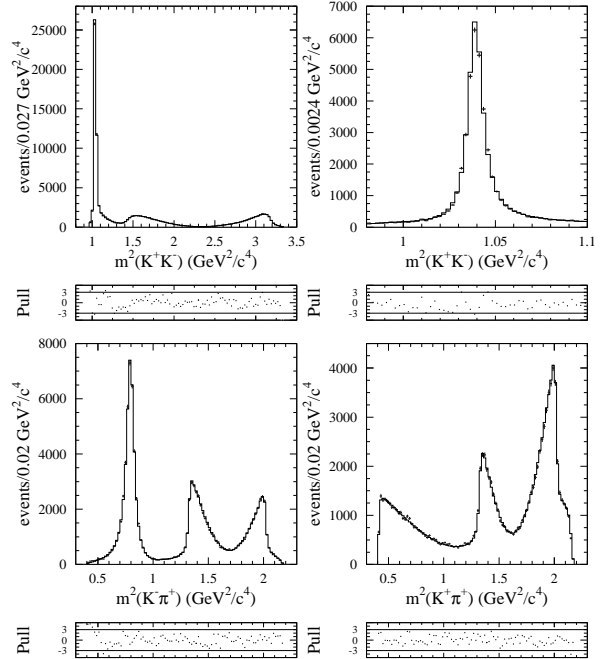 events/0.027 GeV²/c⁴
25000
20000
15000
10000
5000
0
1 1.5 2 2.5 3 3.5
m²(K⁺K⁻) (GeV²/c⁴)
events/0.0024 GeV²/c⁴
7000
6000
5000
4000
3000
2000
1000
0
1 1.05 1.1
m²(K⁺K⁻) (GeV²/c⁴)
Pull
3
0
-3
Pull
3
0
-3
events/0.02 GeV²/c⁴
8000
6000
4000
2000
0
0.5 1 1.5 2
m²(K⁻π⁺) (GeV²/c⁴)
events/0.02 GeV²/c⁴
4000
3000
2000
1000
0
0.5 1 1.5 2
m²(K⁺π⁺) (GeV²/c⁴)
Pull
3
0
-3
Pull
3
0
-3